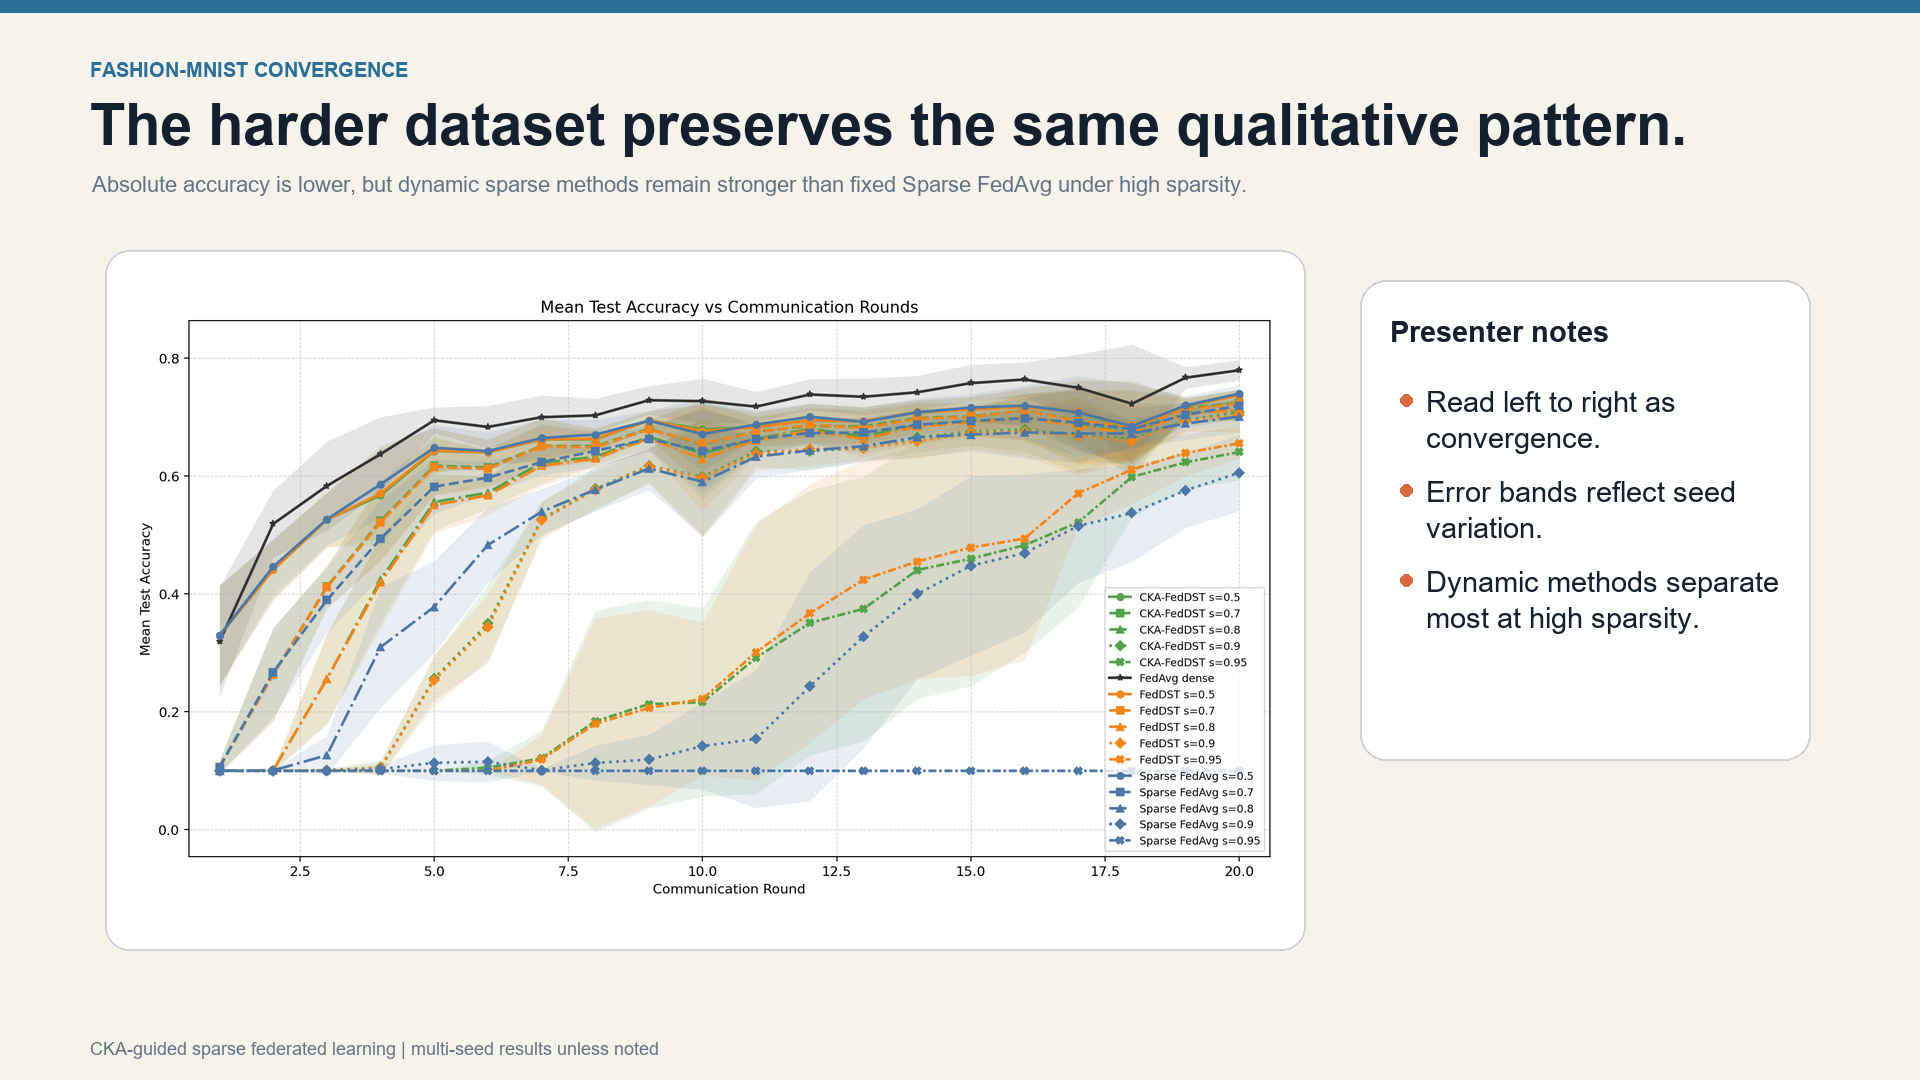 FASHION-MNIST CONVERGENCE
The harder dataset preserves the same qualitative pattern.
Absolute accuracy is lower, but dynamic sparse methods remain stronger than fixed Sparse FedAvg under high sparsity.
Mean Test Accuracy vs Communication Rounds
Mean Test Accuracy
0.8
0.6
0.4
0.2
0.0
2.5
5.0
7.5
10.0
12.5
15.0
17.5
20.0
Communication Round
CKA-FedDST s=0.5
CKA-FedDST s=0.7
CKA-FedDST s=0.8
CKA-FedDST s=0.9
CKA-FedDST s=0.95
FedAvg dense
FedDST s=0.5
FedDST s=0.7
FedDST s=0.8
FedDST s=0.9
FedDST s=0.95
Sparse FedAvg s=0.5
Sparse FedAvg s=0.7
Sparse FedAvg s=0.8
Sparse FedAvg s=0.9
Sparse FedAvg s=0.95
Presenter notes
Read left to right as
convergence.
Error bands reflect seed
variation.
Dynamic methods separate
most at high sparsity.
CKA-guided sparse federated learning | multi-seed results unless noted